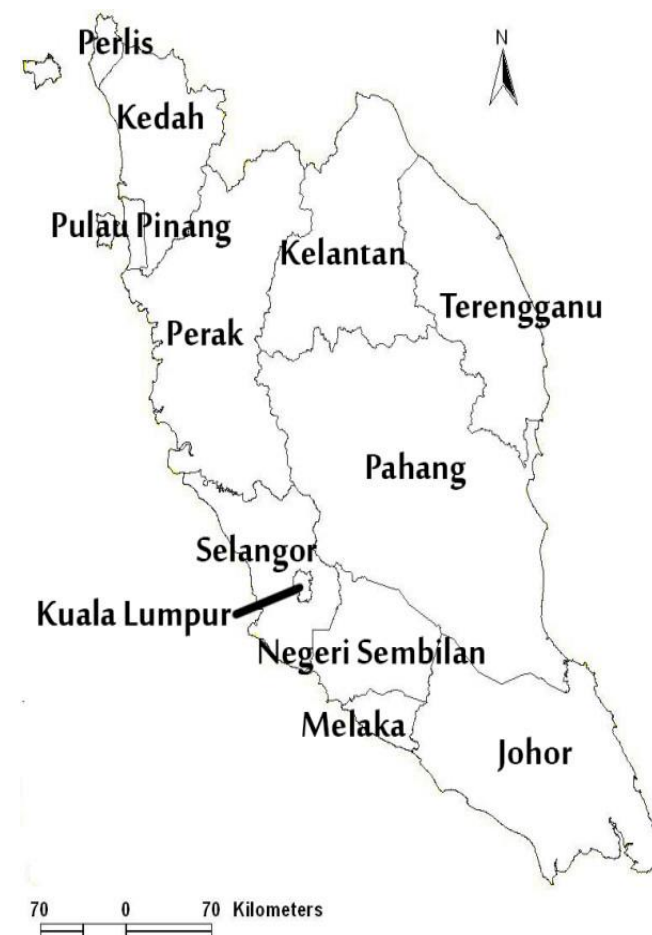 N
Perlis
Kedah
Pulau Pinang
Kelantan
Terengganu
Perak
Pahang
Selangor
Kuala Lumpur
Negeri Sembilan
Melaka
Johor
70 0 70 Kilometers